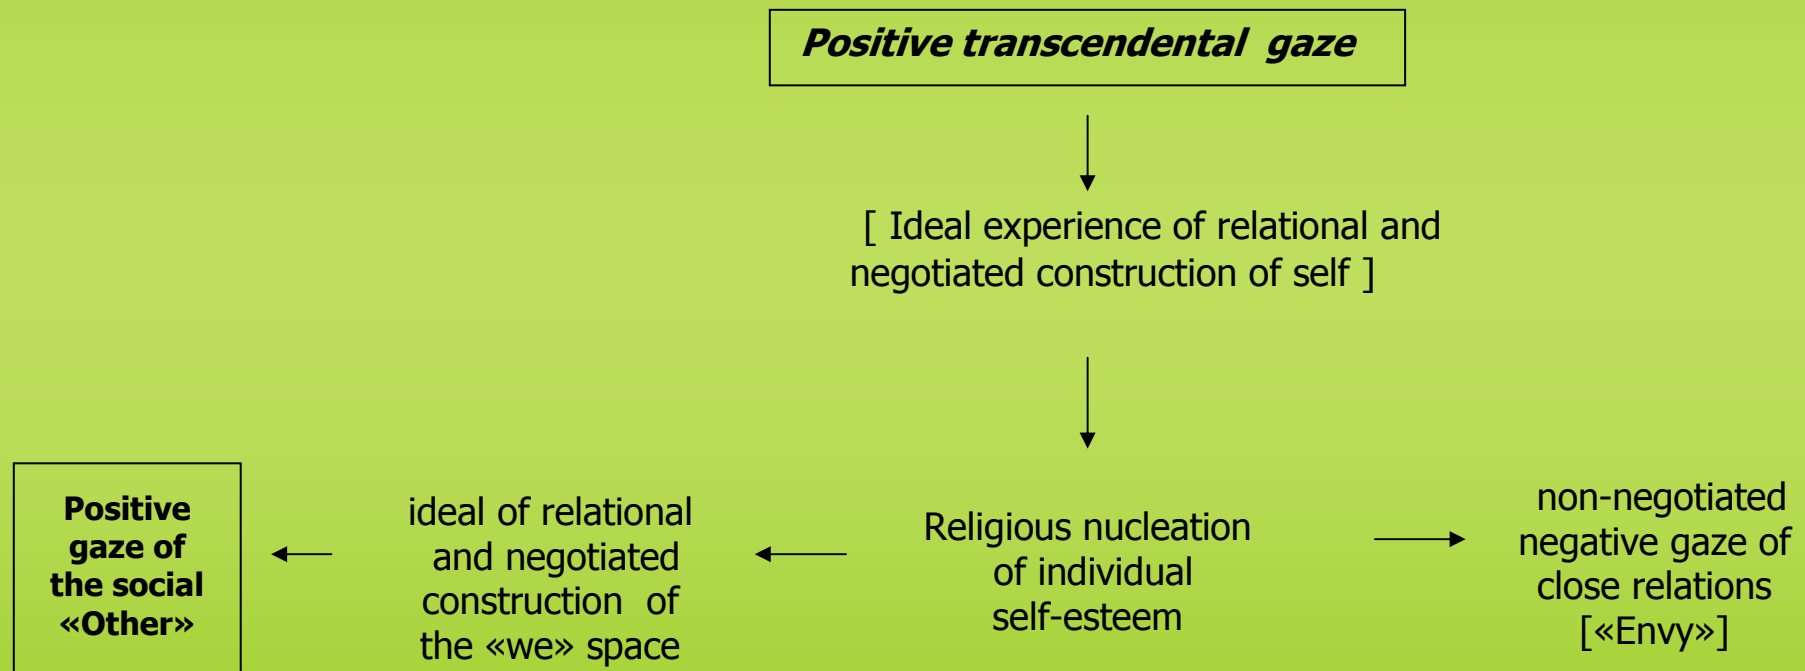 Positive transcendental gaze
[ Ideal experience of relational and
negotiated construction of self ]
Positive
gaze of
the social
«Other»
ideal of relational
and negotiated
construction of
the «we» space
Religious nucleation
of individual
self-esteem
non-negotiated
negative gaze of
close relations
[«Envy»]